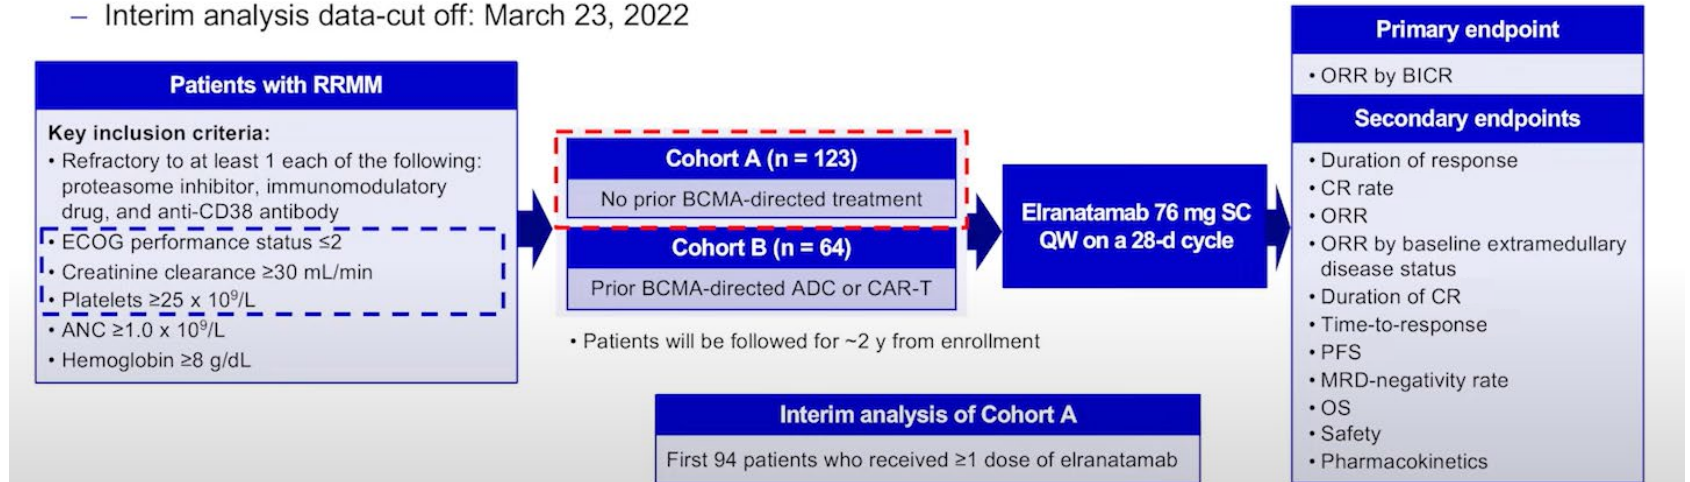 – Interim analysis data-cut off: March 23, 2022
Patients with RRMM
Key inclusion criteria:
• Refractory to at least 1 each of the following:
proteasome inhibitor, immunomodulatory
drug, and anti-CD38 antibody
• ECOG performance status ≤2
• Creatinine clearance ≥30 mL/min
• Platelets ≥25 x 10⁹/L
• ANC ≥1.0 x 10⁹/L
• Hemoglobin ≥8 g/dL
Cohort A (n = 123)
No prior BCMA-directed treatment
Cohort B (n = 64)
Prior BCMA-directed ADC or CAR-T
• Patients will be followed for ~2 y from enrollment
Elranatamab 76 mg SC
QW on a 28-d cycle
Interim analysis of Cohort A
First 94 patients who received ≥1 dose of elranatamab
Primary endpoint
• ORR by BICR
Secondary endpoints
• Duration of response
• CR rate
• ORR
• ORR by baseline extramedullary
disease status
• Duration of CR
• Time-to-response
• PFS
• MRD-negativity rate
• OS
• Safety
• Pharmacokinetics